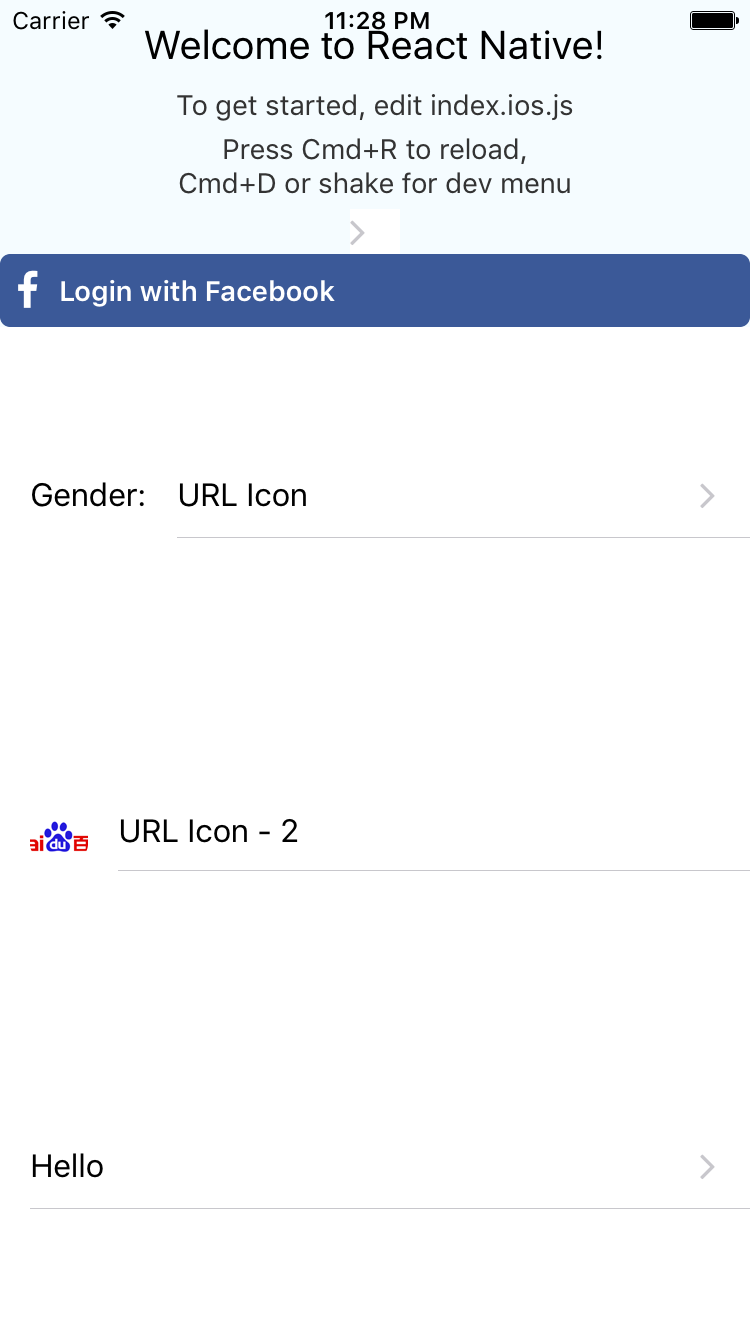 Carrier 11:28 PM
Welcome to React Native!
To get started, edit index.ios.js
Press Cmd+R to reload,
Cmd+D or shake for dev menu
f Login with Facebook
Gender: URL Icon
ai du 百 URL Icon - 2
Hello